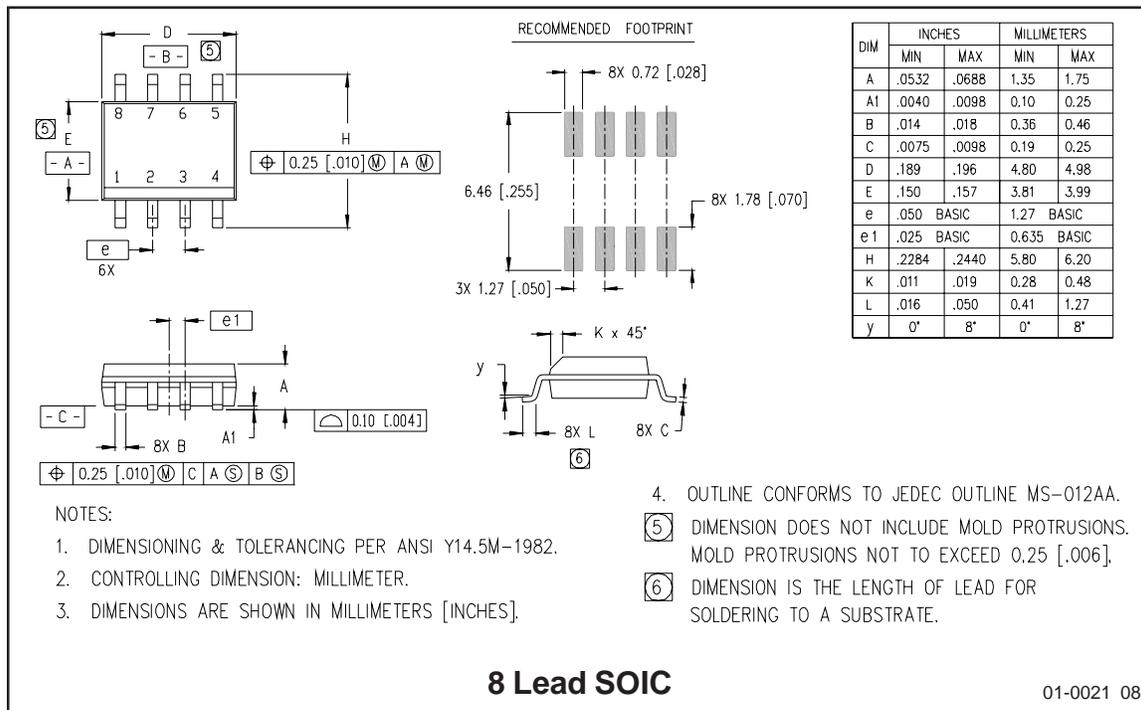 D
- B -
5
8 7 6 5
5
E
- A -
H
⌖ 0.25 [.010] Ⓜ A Ⓜ
1 2 3 4
e
6X
RECOMMENDED FOOTPRINT
8X 0.72 [.028]
6.46 [.255]
8X 1.78 [.070]
3X 1.27 [.050]
DIM INCHES MILLIMETERS
MIN MAX MIN MAX
A .0532 .0688 1.35 1.75
A1 .0040 .0098 0.10 0.25
B .014 .018 0.36 0.46
C .0075 .0098 0.19 0.25
D .189 .196 4.80 4.98
E .150 .157 3.81 3.99
e .050 BASIC 1.27 BASIC
e1 .025 BASIC 0.635 BASIC
H .2284 .2440 5.80 6.20
K .011 .019 0.28 0.48
L .016 .050 0.41 1.27
y 0° 8° 0° 8°
e1
A
- C -
8X B
A1
⌓ 0.10 [.004]
⌖ 0.25 [.010] Ⓜ C A Ⓢ B Ⓢ
K x 45°
y
8X L
6
8X C
NOTES:
1. DIMENSIONING & TOLERANCING PER ANSI Y14.5M-1982.
2. CONTROLLING DIMENSION: MILLIMETER.
3. DIMENSIONS ARE SHOWN IN MILLIMETERS [INCHES].
4. OUTLINE CONFORMS TO JEDEC OUTLINE MS-012AA.
5 DIMENSION DOES NOT INCLUDE MOLD PROTRUSIONS.
MOLD PROTRUSIONS NOT TO EXCEED 0.25 [.006].
6 DIMENSION IS THE LENGTH OF LEAD FOR
SOLDERING TO A SUBSTRATE.
8 Lead SOIC
01-0021 08